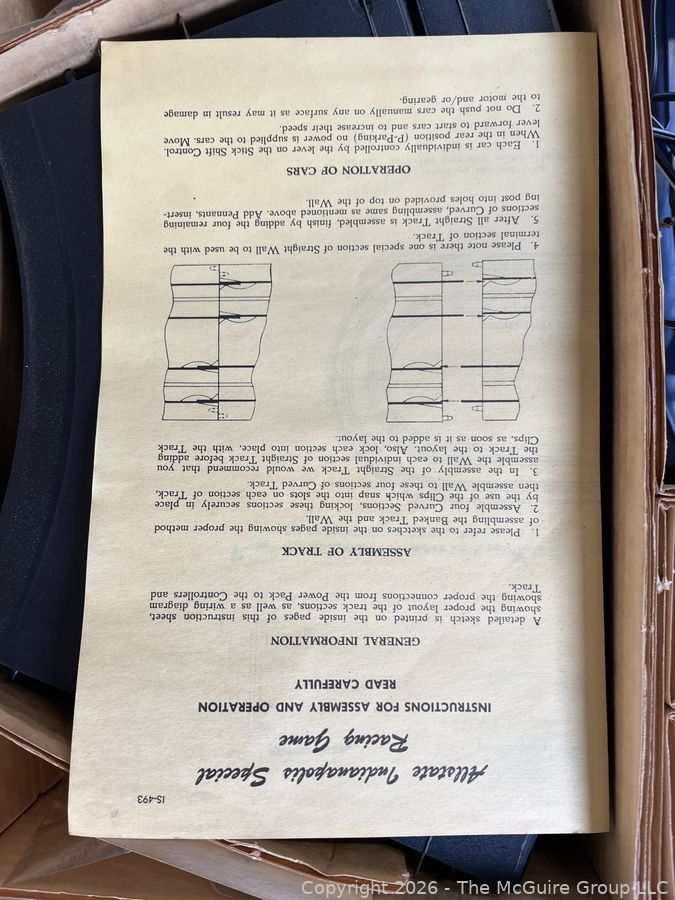 IS-493
Allstate Indianapolis Special
Racing Game
INSTRUCTIONS FOR ASSEMBLY AND OPERATION
READ CAREFULLY
GENERAL INFORMATION
A detailed sketch is printed on the inside pages of this instruction sheet,
showing the proper layout of the track sections, as well as a wiring diagram
showing the proper connections from the Power Pack to the Controllers and
Track.
ASSEMBLY OF TRACK
1. Please refer to the sketches on the inside pages showing the proper method
of assembling the Banked Track and the Wall.
2. Assemble four Curved Sections, locking these sections securely in place
by the use of the Clips which snap into the slots on each section of Track,
then assemble Wall to these four sections of Curved Track.
3. In the assembly of the Straight Track we would recommend that you
assemble the Wall to each individual section of Straight Track before adding
the Track to the layout. Also, lock each section into place, with the Track
Clips, as soon as it is added to the layout.
4. Please note there is one special section of Straight Wall to be used with the
terminal section of Track.
5. After all Straight Track is assembled, finish by adding the four remaining
sections of Curved, assembling same as mentioned above. Add Pennants, insert-
ing post into holes provided on top of the Wall.
OPERATION OF CARS
1. Each car is individually controlled by the lever on the Stick Shift Control.
When in the rear position (P-Parking) no power is supplied to the cars. Move
lever forward to start cars and to increase their speed.
2. Do not push the cars manually on any surface as it may result in damage
to the motor and/or gearing.
Copyright 2026 - The McGuire Group LLC